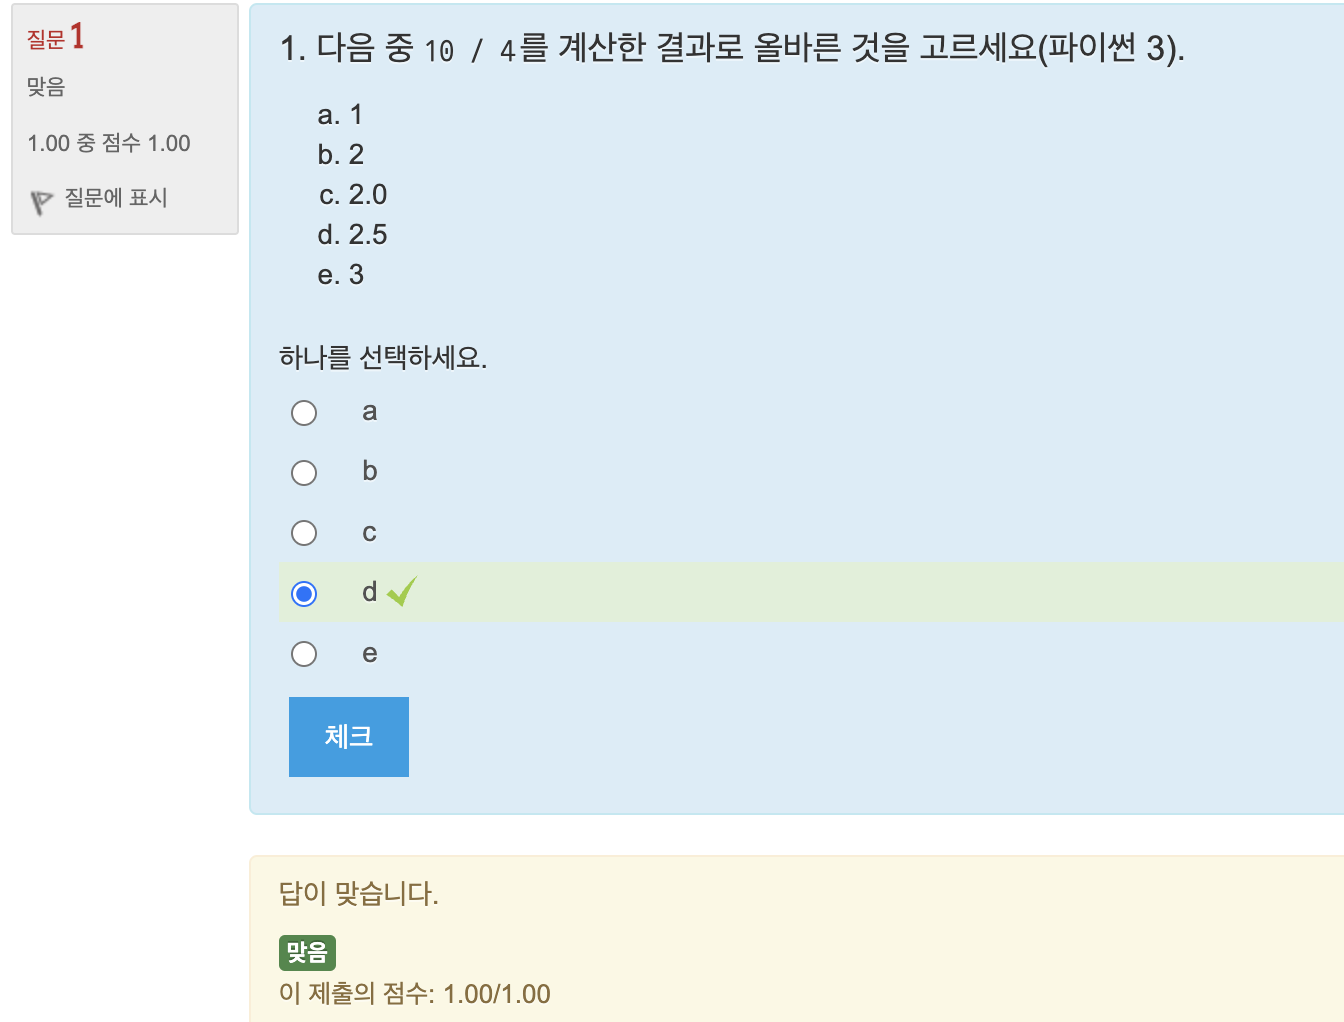 질문 1
맞음
1.00 중 점수 1.00
질문에 표시
1. 다음 중 10 / 4를 계산한 결과로 올바른 것을 고르세요(파이썬 3).
a. 1
b. 2
c. 2.0
d. 2.5
e. 3
하나를 선택하세요.
a
b
c
d
e
체크
답이 맞습니다.
맞음
이 제출의 점수: 1.00/1.00